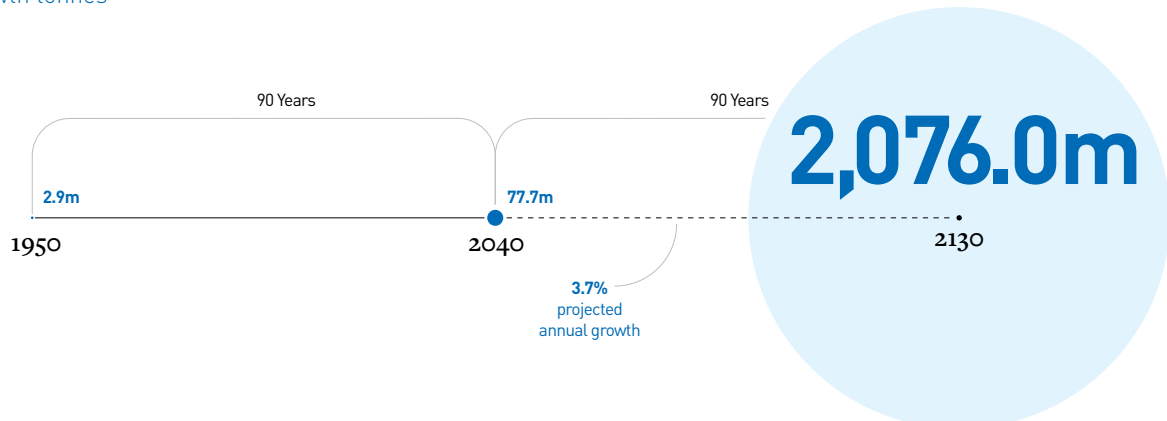 tonnes
90 Years
90 Years
2,076.0m
2.9m
77.7m
1950
2040
2130
3.7%
projected
annual growth